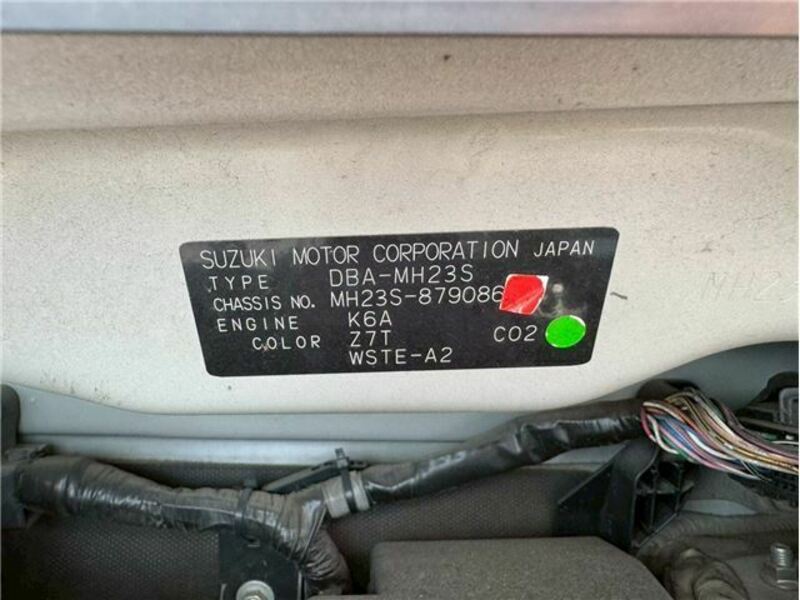 SUZUKI MOTOR CORPORATION JAPAN
TYPE DBA-MH23S
CHASSIS NO. MH23S-879086
ENGINE K6A
COLOR Z7T CO2
WSTE-A2